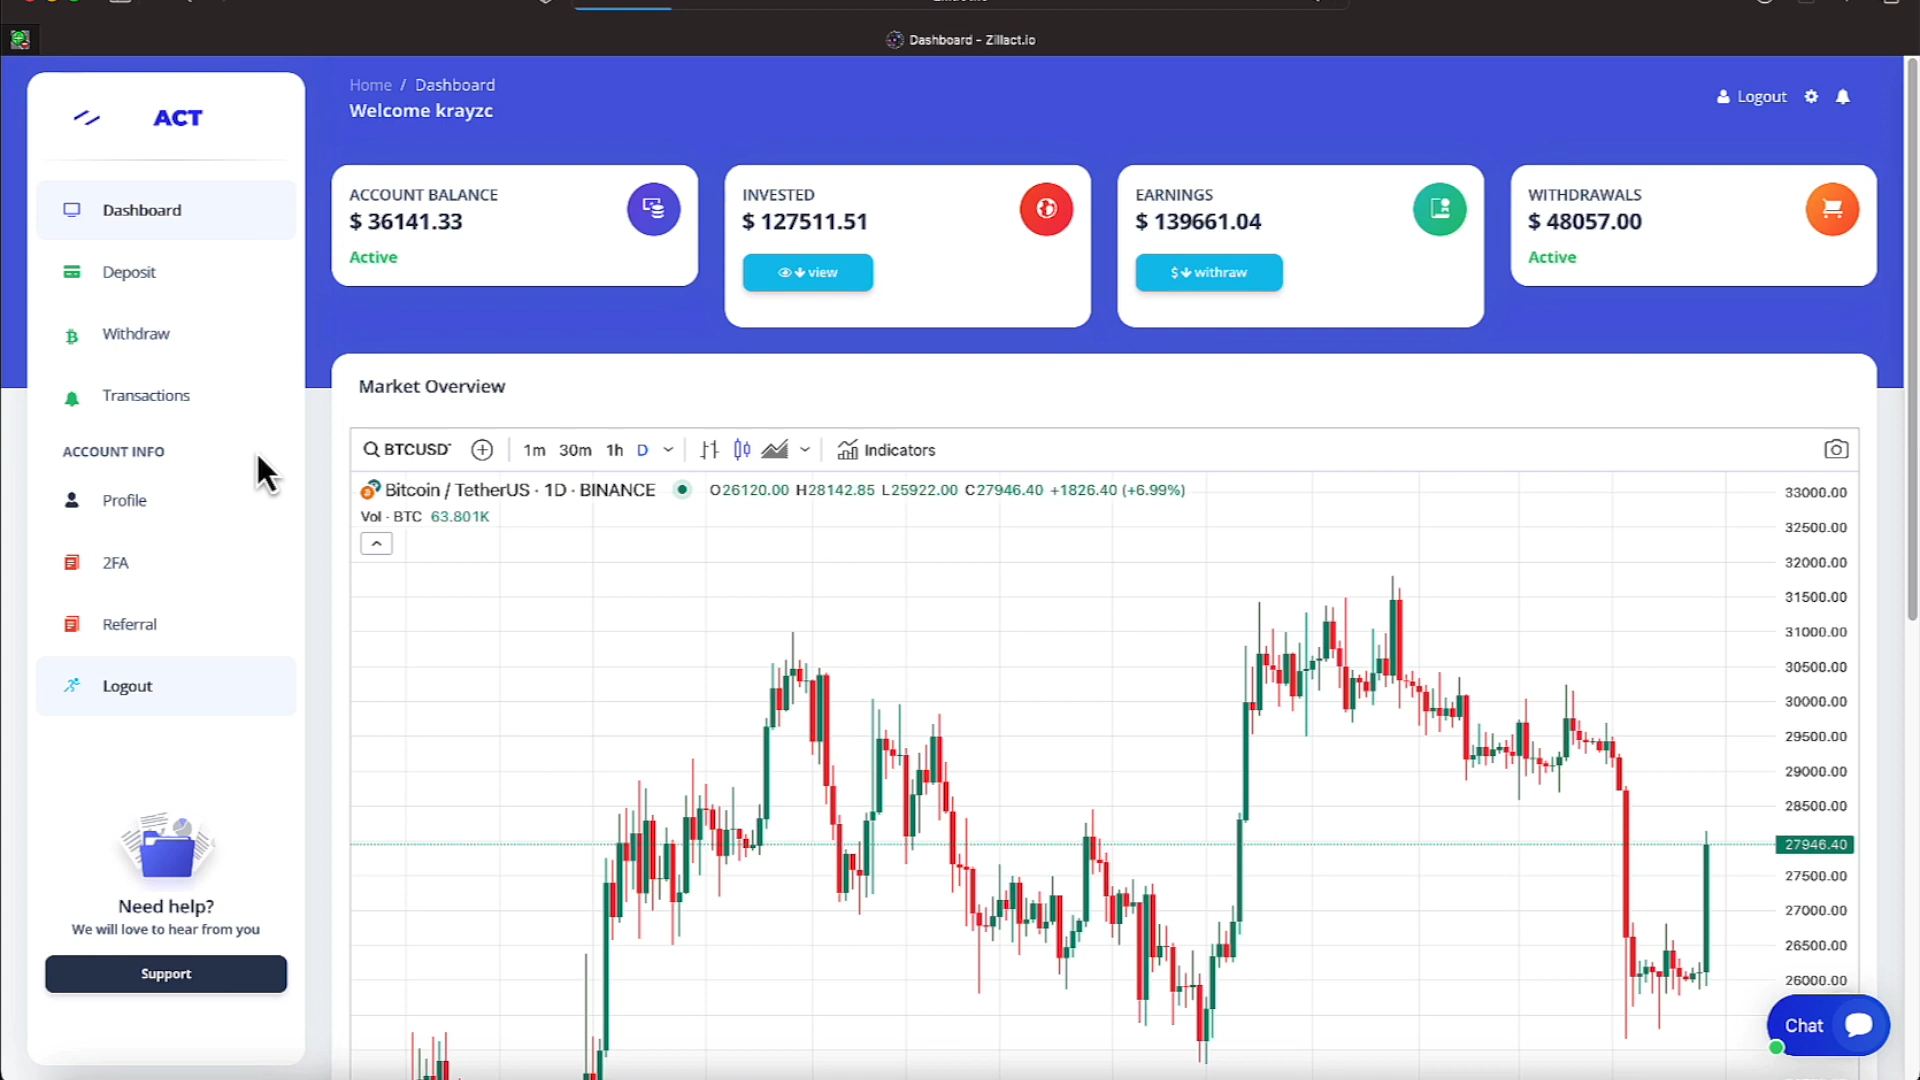 Dashboard – Zillact.io
ACT
Home / Dashboard
Welcome krayzc
Logout
Dashboard
Deposit
Withdraw
Transactions
ACCOUNT INFO
Profile
2FA
Referral
Logout
Need help?
We will love to hear from you
Support
ACCOUNT BALANCE
$ 36141.33
Active
INVESTED
$ 127511.51
view
EARNINGS
$ 139661.04
$ withraw
WITHDRAWALS
$ 48057.00
Active
Market Overview
BTCUSD 1m 30m 1h D Indicators
Bitcoin / TetherUS · 1D · BINANCE O26120.00 H28142.85 L25922.00 C27946.40 +1826.40 (+6.99%)
Vol · BTC 63.801K
33000.00
32500.00
32000.00
31500.00
31000.00
30500.00
30000.00
29500.00
29000.00
28500.00
27946.40
27500.00
27000.00
26500.00
26000.00
Chat